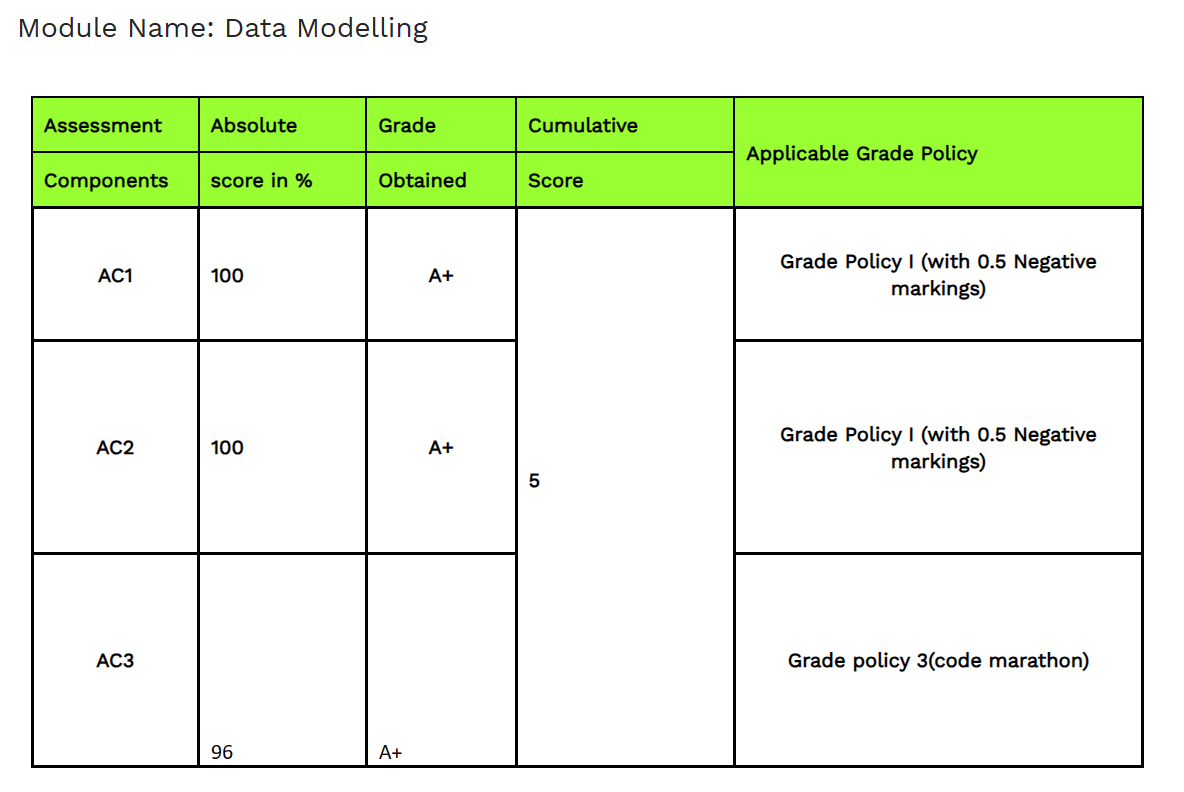 Module Name: Data Modelling
Assessment Absolute Grade Cumulative
Applicable Grade Policy
Components score in % Obtained Score
Grade Policy I (with 0.5 Negative
AC1 100 A+
markings)
Grade Policy I (with 0.5 Negative
AC2 100 A+
markings)
5
AC3 Grade policy 3(code marathon)
96 A+